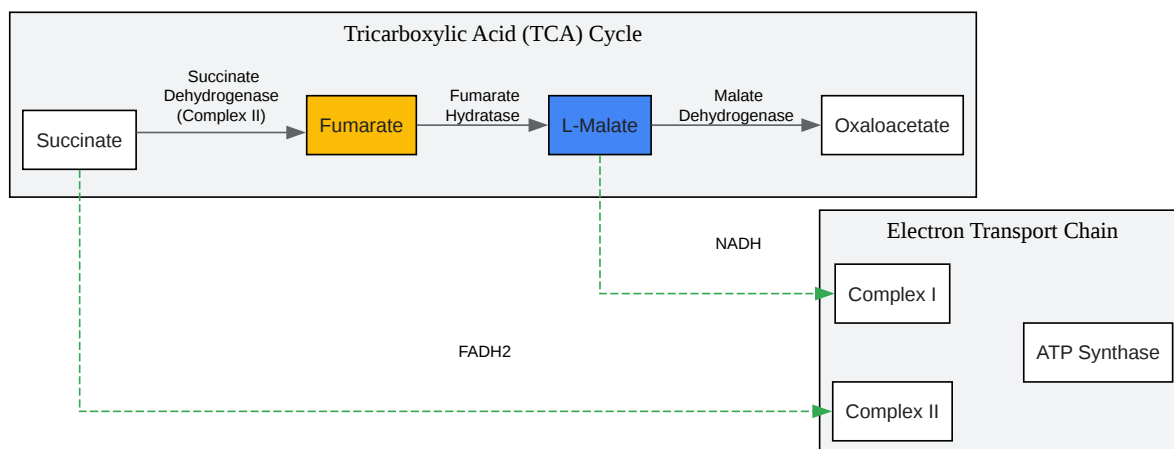 Tricarboxylic Acid (TCA) Cycle
Succinate
Dehydrogenase
(Complex II)
Fumarate
Hydratase
Malate
Dehydrogenase
Succinate
Fumarate
L-Malate
Oxaloacetate
Electron Transport Chain
NADH
Complex I
ATP Synthase
FADH2
Complex II